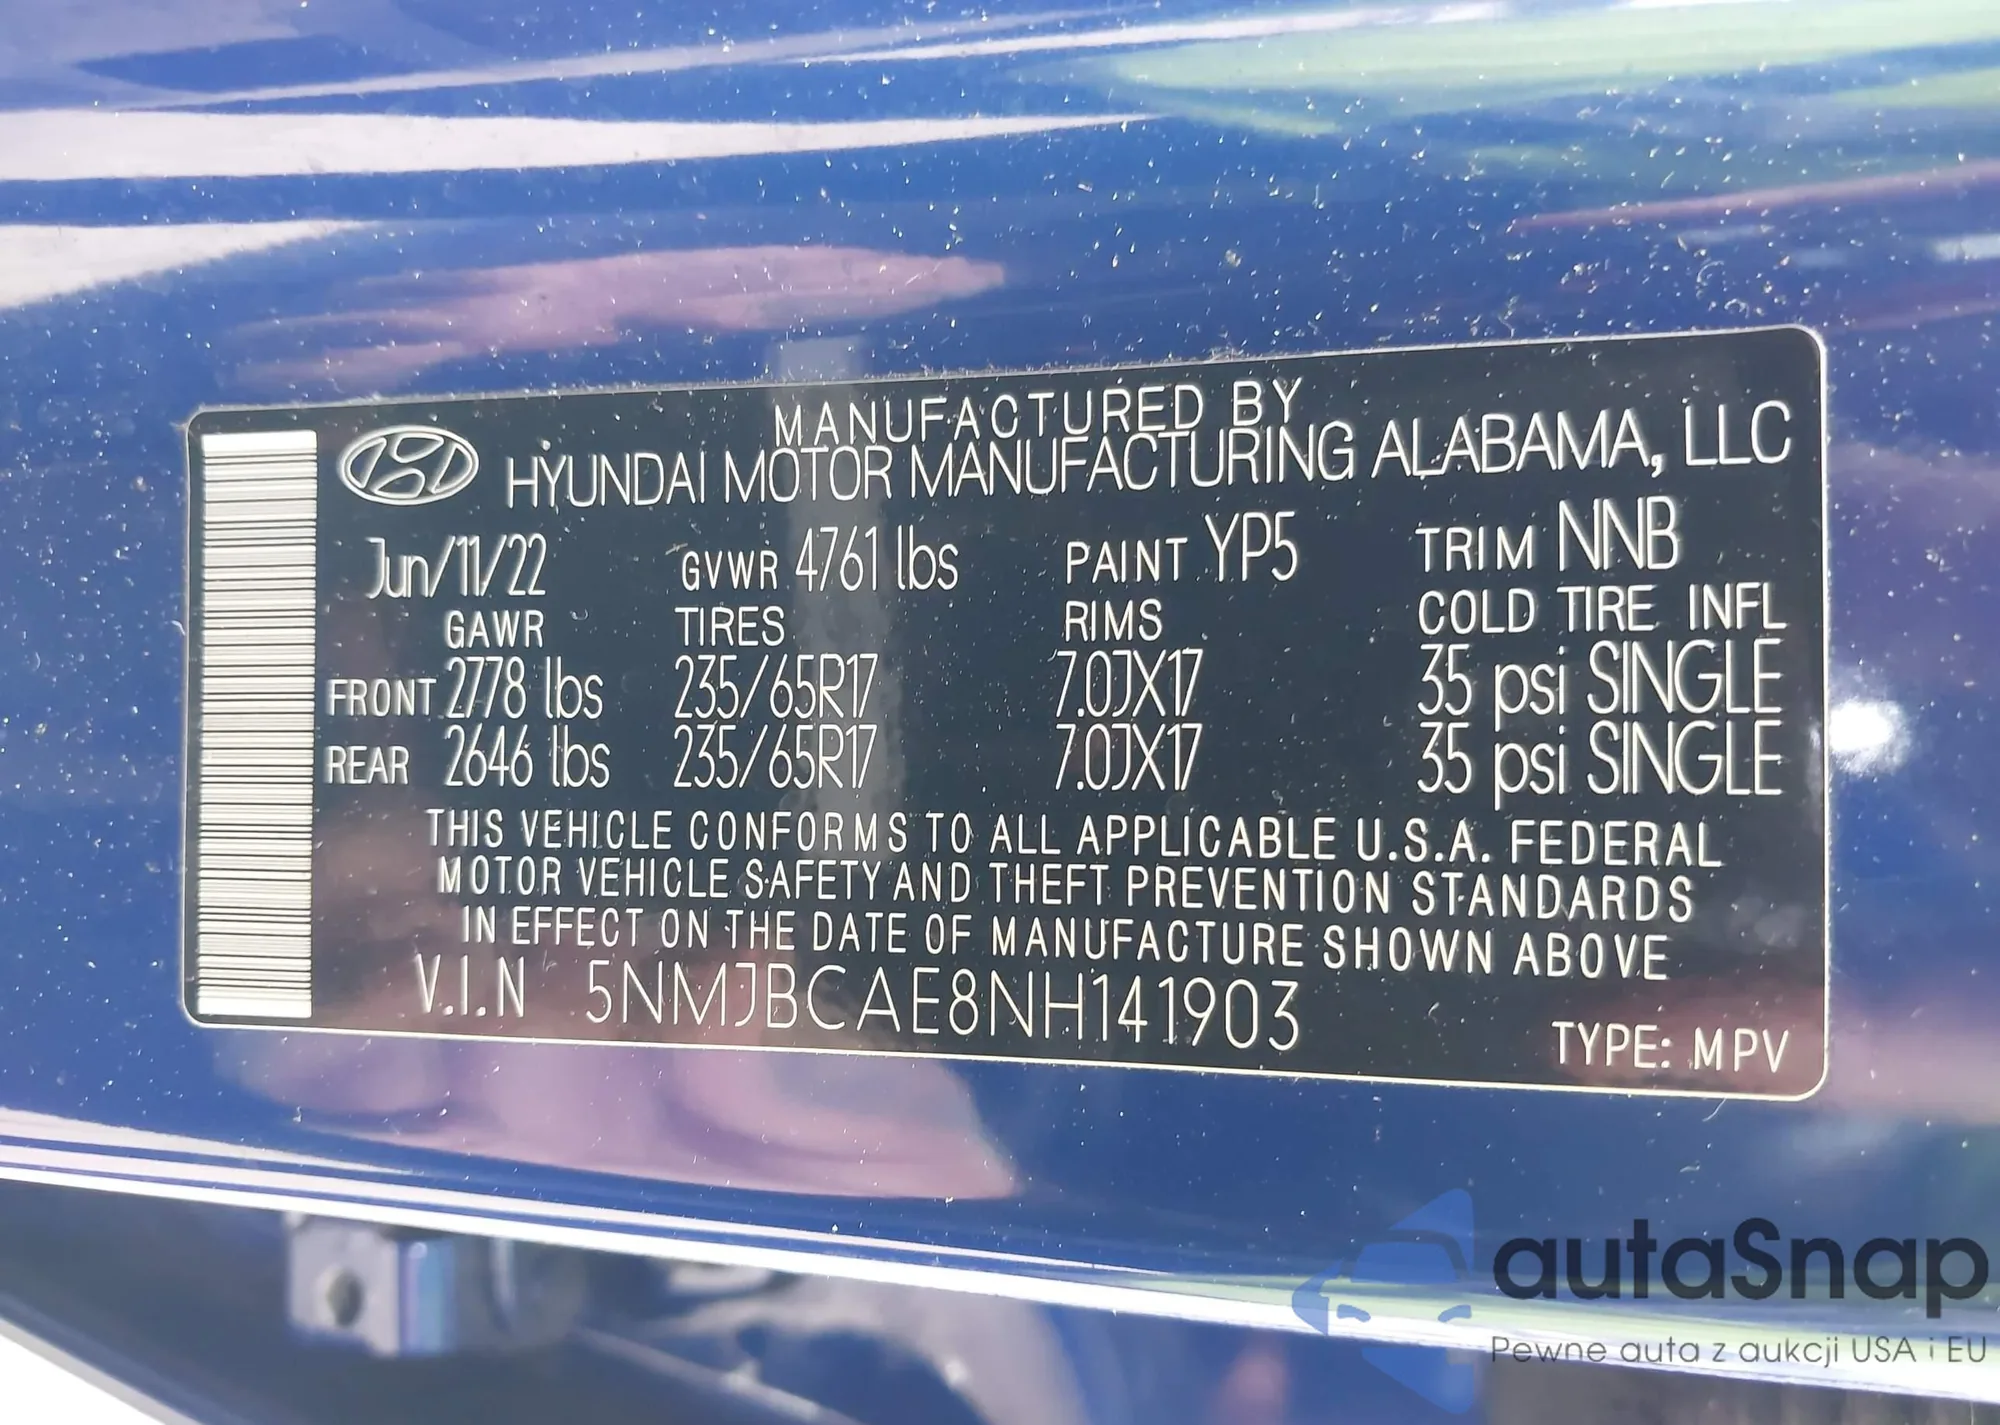 MANUFACTURED BY
HYUNDAI MOTOR MANUFACTURING ALABAMA, LLC
Jun/11/22 GVWR 4761 lbs PAINT YP5 TRIM NNB
GAWR TIRES RIMS COLD TIRE INFL
FRONT 2778 lbs 235/65R17 7.0JX17 35 psi SINGLE
REAR 2646 lbs 235/65R17 7.0JX17 35 psi SINGLE
THIS VEHICLE CONFORMS TO ALL APPLICABLE U.S.A. FEDERAL
MOTOR VEHICLE SAFETY AND THEFT PREVENTION STANDARDS
IN EFFECT ON THE DATE OF MANUFACTURE SHOWN ABOVE
V.I.N 5NMJBCAE8NH141903
TYPE: MPV
autaSnap
Pewne auta z aukcji USA i EU